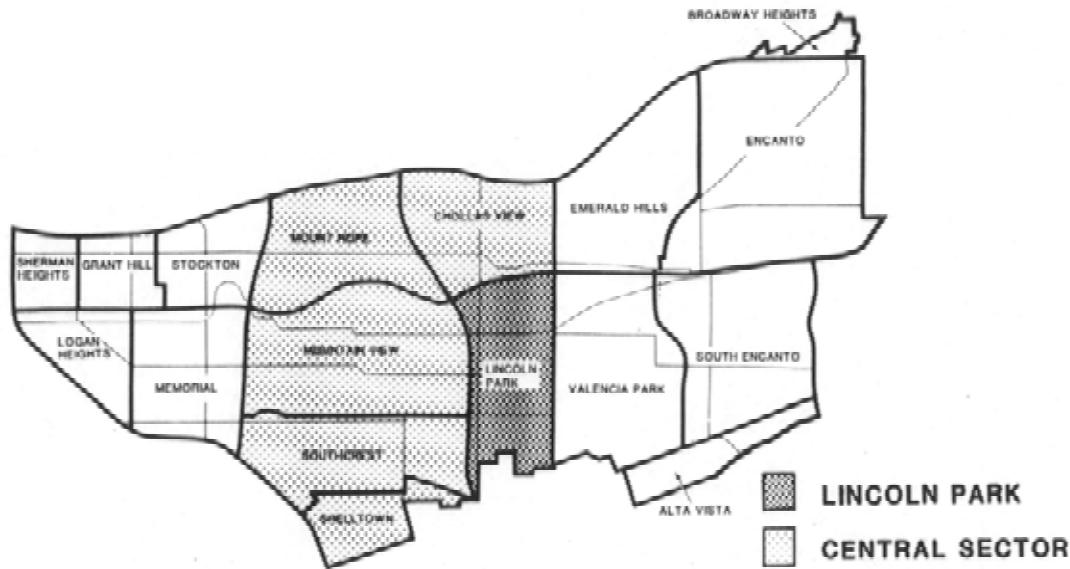 BROADWAY HEIGHTS
ENCANTO
CHOLLAS VIEW
EMERALD HILLS
MOUNT HOPE
SHERMAN
HEIGHTS
GRANT HILL
STOCKTON
LOGAN
HEIGHTS
MOUNTAIN VIEW
LINCOLN
PARK
SOUTH ENCANTO
MEMORIAL
VALENCIA PARK
SOUTHCREST
SHELLTOWN
ALTA VISTA
LINCOLN PARK
CENTRAL SECTOR